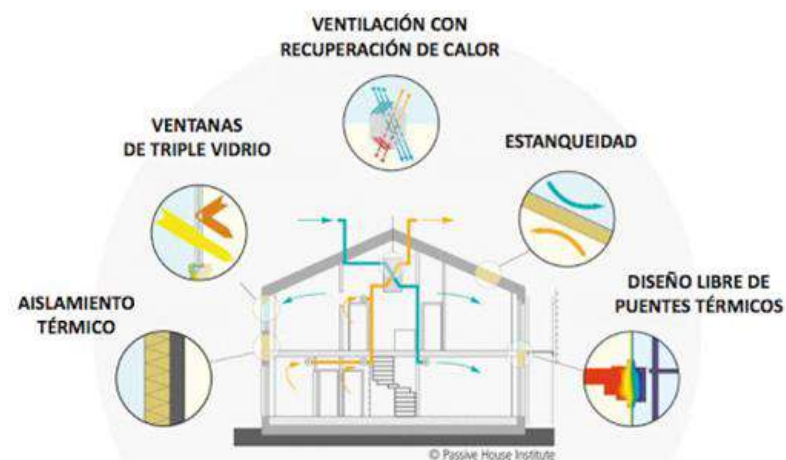 VENTILACIÓN CON
RECUPERACIÓN DE CALOR
VENTANAS
DE TRIPLE VIDRIO
ESTANQUEIDAD
AISLAMIENTO
TÉRMICO
DISEÑO LIBRE DE
PUENTES TÉRMICOS
© Passive House Institute